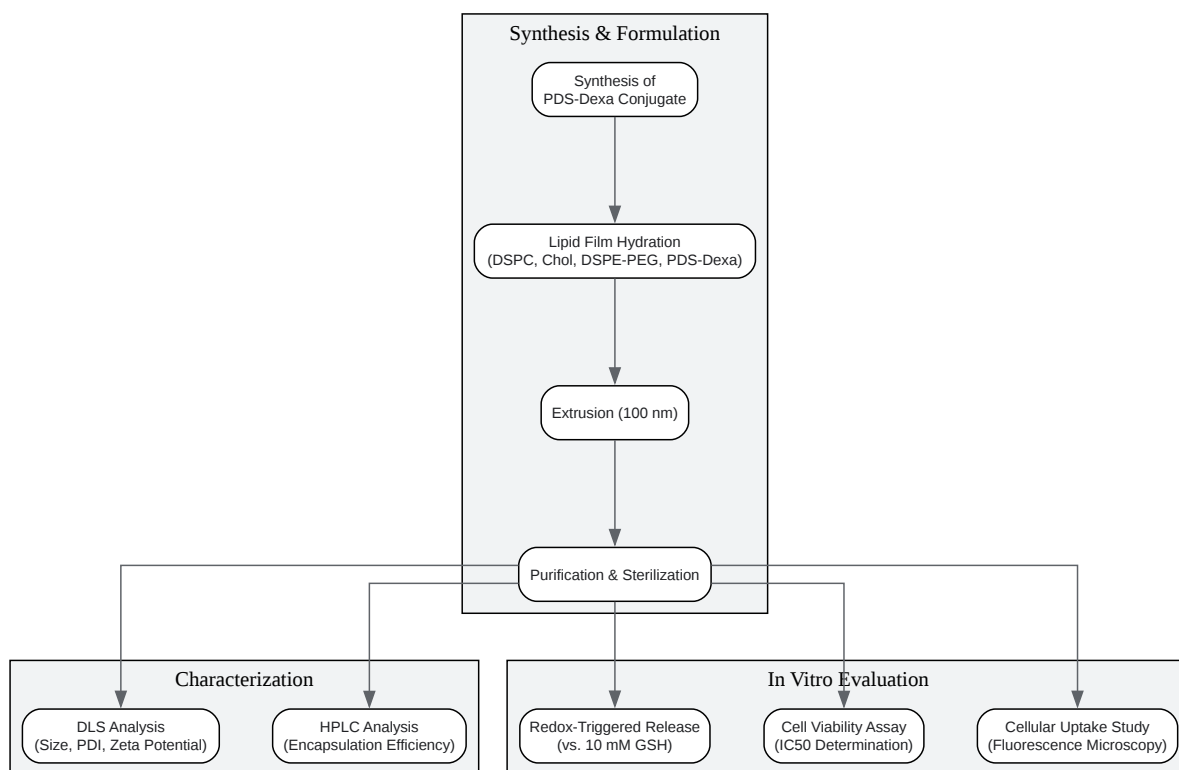 Synthesis & Formulation
Synthesis of
PDS-Dexa Conjugate
Lipid Film Hydration
(DSPC, Chol, DSPE-PEG, PDS-Dexa)
Extrusion (100 nm)
Purification & Sterilization
Characterization
DLS Analysis
(Size, PDI, Zeta Potential)
HPLC Analysis
(Encapsulation Efficiency)
In Vitro Evaluation
Redox-Triggered Release
(vs. 10 mM GSH)
Cell Viability Assay
(IC50 Determination)
Cellular Uptake Study
(Fluorescence Microscopy)